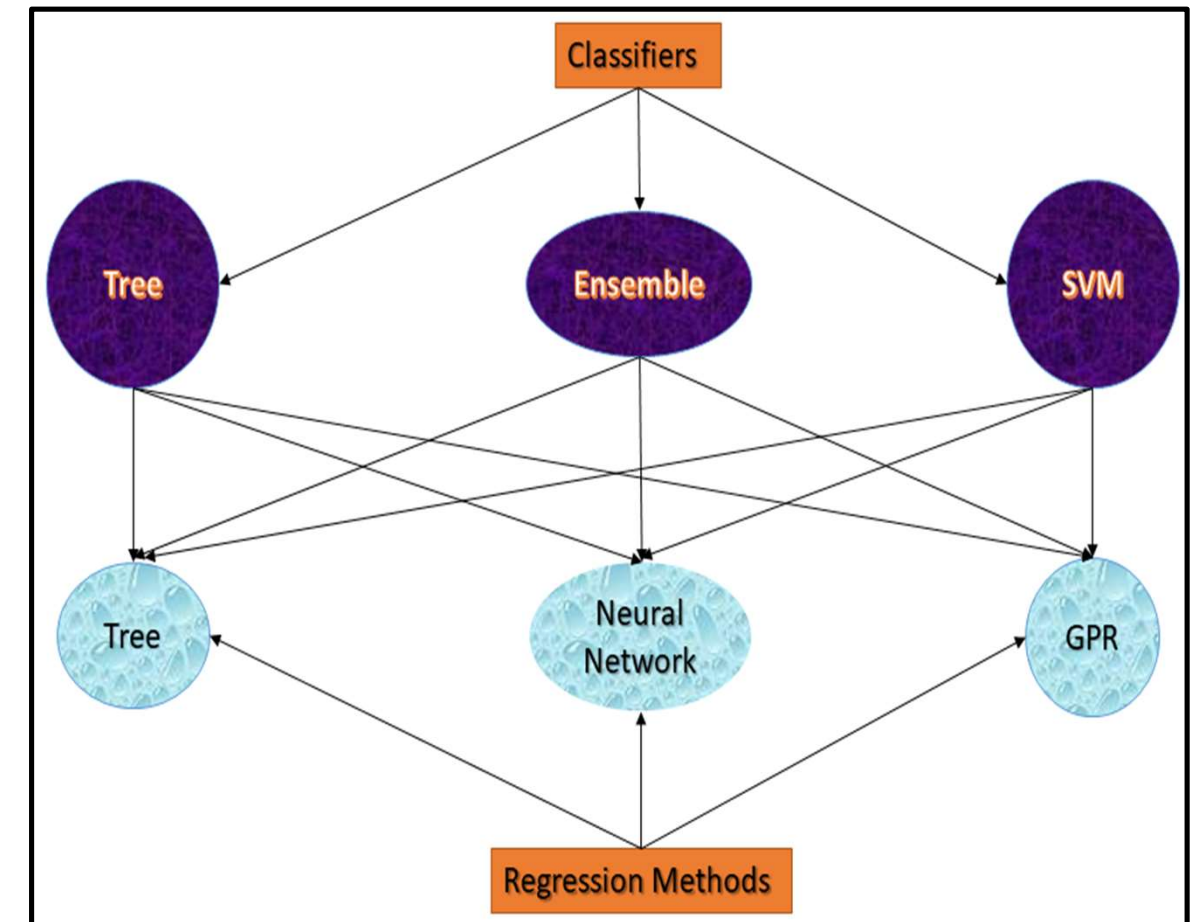 Classifiers
Tree
Ensemble
SVM
Tree
Neural
Network
GPR
Regression Methods